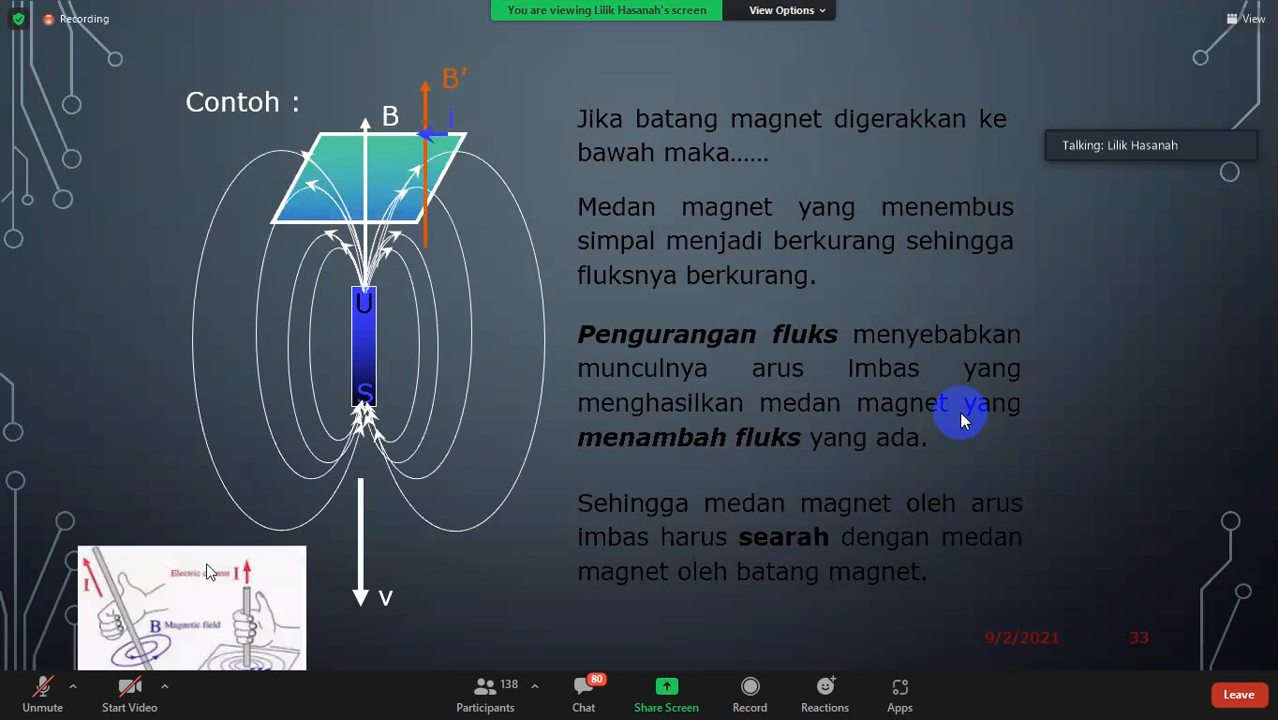 You are viewing Lilik Hasanah's screen
View Options
Recording
View
Talking: Lilik Hasanah
Contoh :
B
B’
i
U
S
v
Jika batang magnet digerakkan ke
bawah maka......
Medan magnet yang menembus
simpal menjadi berkurang sehingga
fluksnya berkurang.
Pengurangan fluks menyebabkan
munculnya arus imbas yang
menghasilkan medan magnet yang
menambah fluks yang ada.
Sehingga medan magnet oleh arus
imbas harus searah dengan medan
magnet oleh batang magnet.
I
Electric
I
B Magnetic field
9/2/2021
33
Unmute
Start Video
138
Participants
80
Chat
Share Screen
Record
Reactions
Apps
Leave